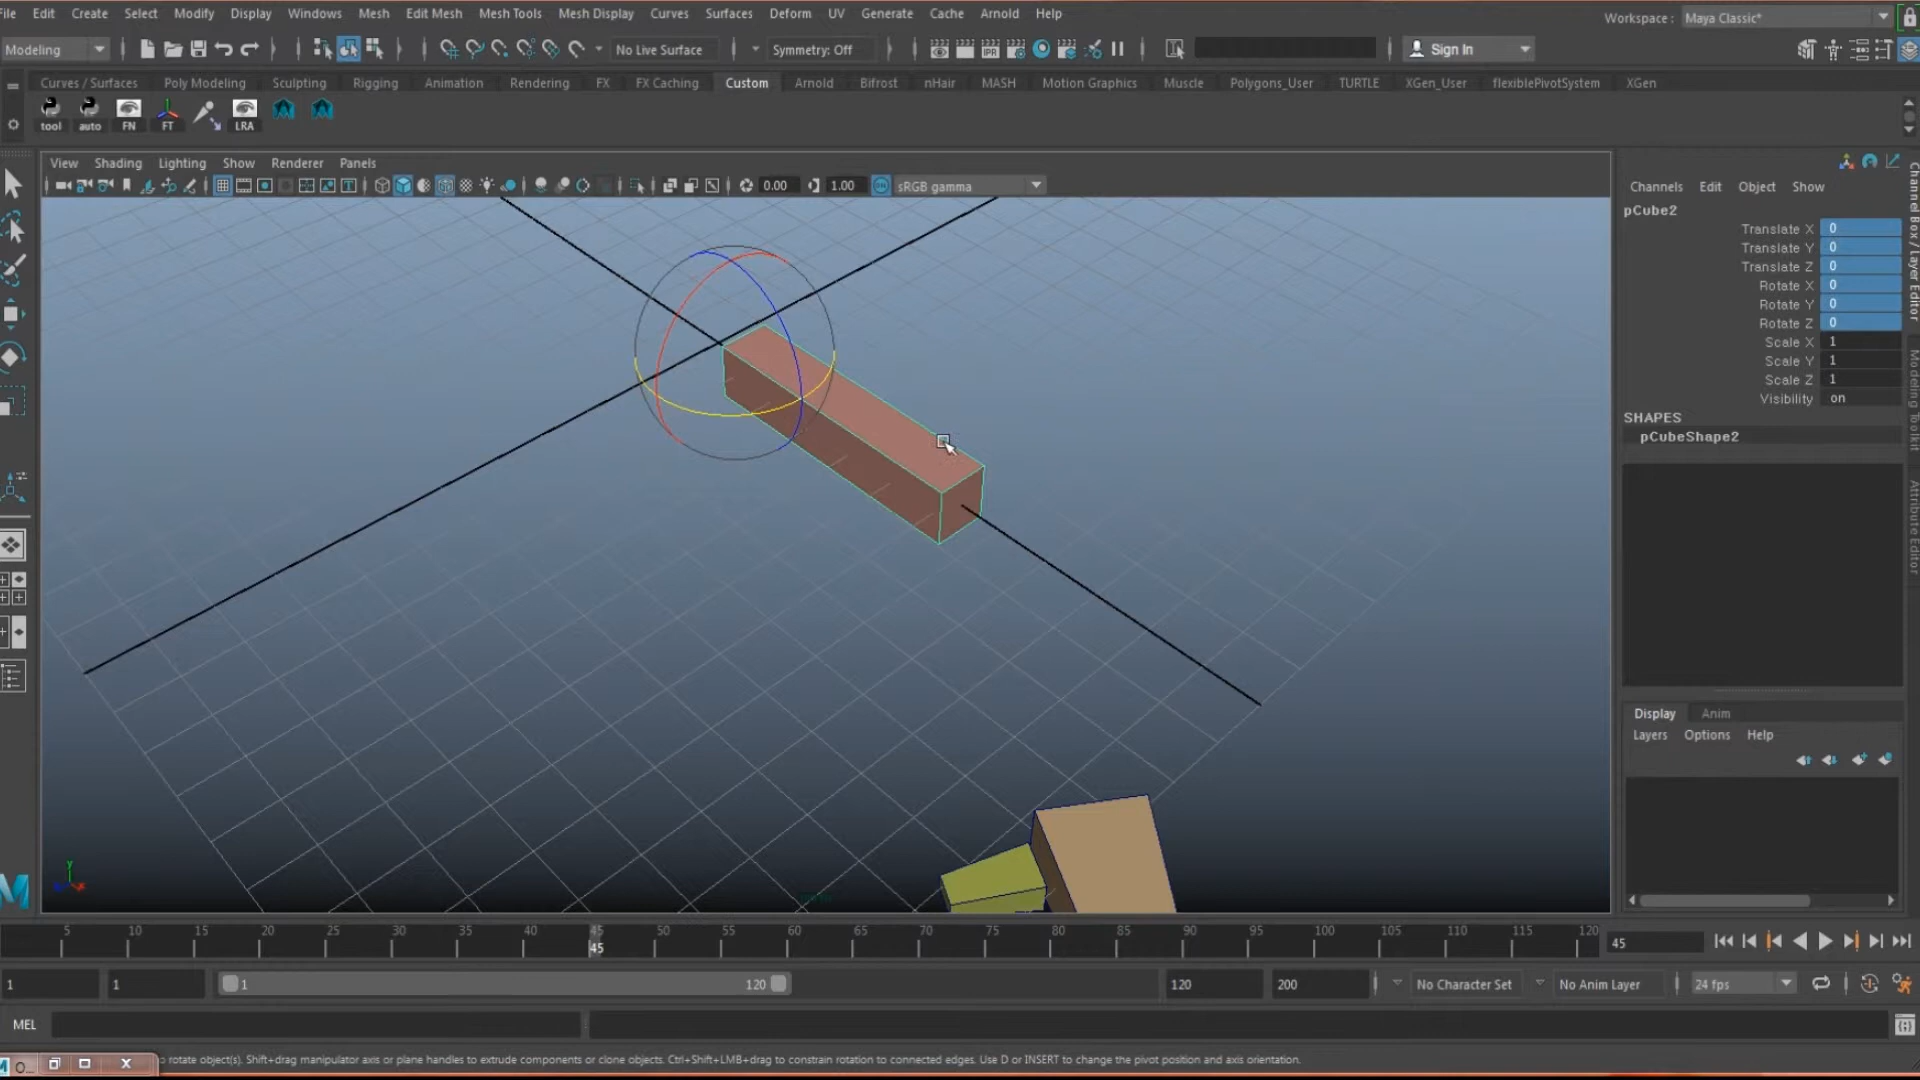 File Edit Create Select Modify Display Windows Mesh Edit Mesh Mesh Tools Mesh Display Curves Surfaces Deform UV Generate Cache Arnold Help
Workspace : Maya Classic*
Modeling No Live Surface Symmetry: Off IPR Sign In
Curves / Surfaces Poly Modeling Sculpting Rigging Animation Rendering FX FX Caching Custom Arnold Bifrost nHair MASH Motion Graphics Muscle Polygons_User TURTLE XGen_User flexiblePivotSystem XGen
tool auto FN FT LRA
View Shading Lighting Show Renderer Panels
0.00 1.00 sRGB gamma
Channels Edit Object Show
pCube2
Translate X 0
Translate Y 0
Translate Z 0
Rotate X 0
Rotate Y 0
Rotate Z 0
Scale X 1
Scale Y 1
Scale Z 1
Visibility on
SHAPES
pCubeShape2
Channel Box / Layer Editor
Modeling Toolkit
Attribute Editor
Display Anim
Layers Options Help
y
5 10 15 20 25 30 35 40 45 50 55 60 65 70 75 80 85 90 95 100 105 110 115 120
45
45
1 1 1 120 120 200 No Character Set No Anim Layer 24 fps
MEL
O...
rotate object(s). Shift+drag manipulator axis or plane handles to extrude components or clone objects. Ctrl+Shift+LMB+drag to constrain rotation to connected edges. Use D or INSERT to change the pivot position and axis orientation.